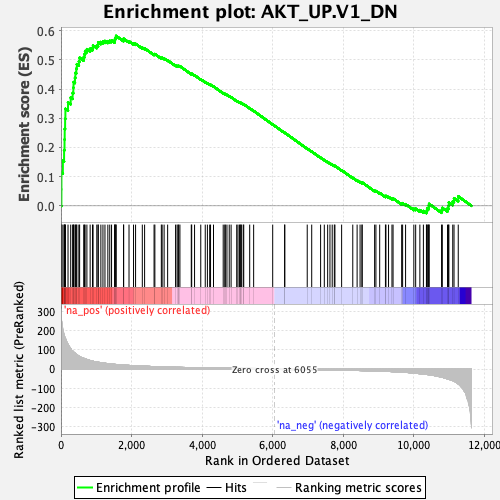 Enrichment plot: AKT_UP.V1_DN
Enrichment score (ES)
0.6
0.5
0.4
0.3
0.2
0.1
0.0
'na_pos' (positively correlated)
Ranked list metric (PreRanked)
300
200
100
0
-100
-200
-300
Zero cross at 6055
'na_neg' (negatively correlated)
0
2,000
4,000
6,000
8,000
10,000
12,000
Rank in Ordered Dataset
Enrichment profile
Hits
Ranking metric scores